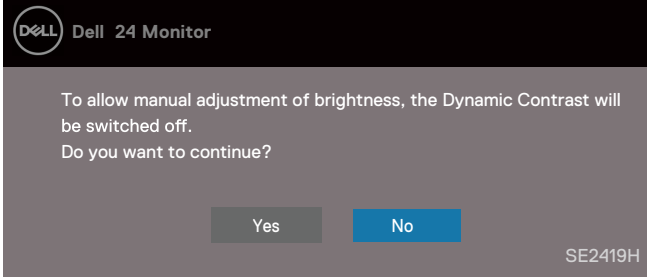 DELL Dell 24 Monitor
To allow manual adjustment of brightness, the Dynamic Contrast will
be switched off.
Do you want to continue?
Yes No
SE2419H